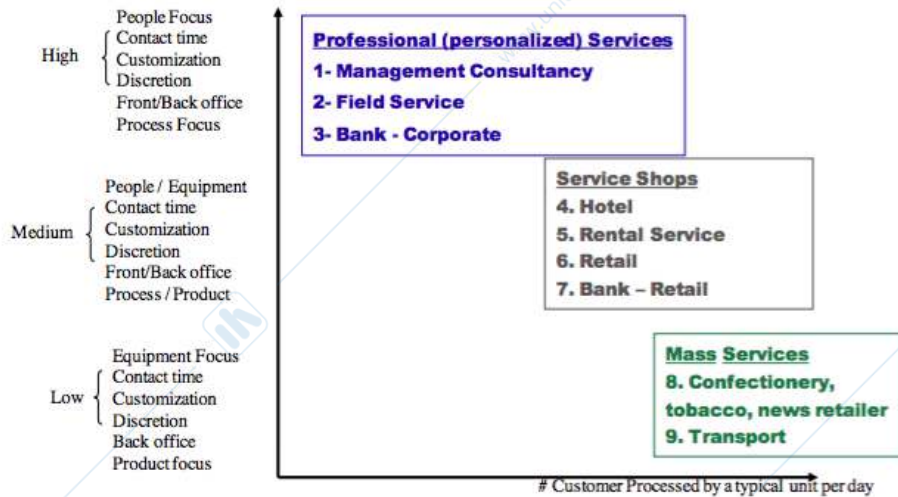 People Focus
High
Contact time
Customization
Discretion
Front/Back office
Process Focus
Professional (personalized) Services
1- Management Consultancy
2- Field Service
3- Bank - Corporate
People / Equipment
Medium
Contact time
Customization
Discretion
Front/Back office
Process / Product
Service Shops
4. Hotel
5. Rental Service
6. Retail
7. Bank – Retail
Equipment Focus
Low
Contact time
Customization
Discretion
Back office
Product focus
Mass Services
8. Confectionery,
tobacco, news retailer
9. Transport
# Customer Processed by a typical unit per day